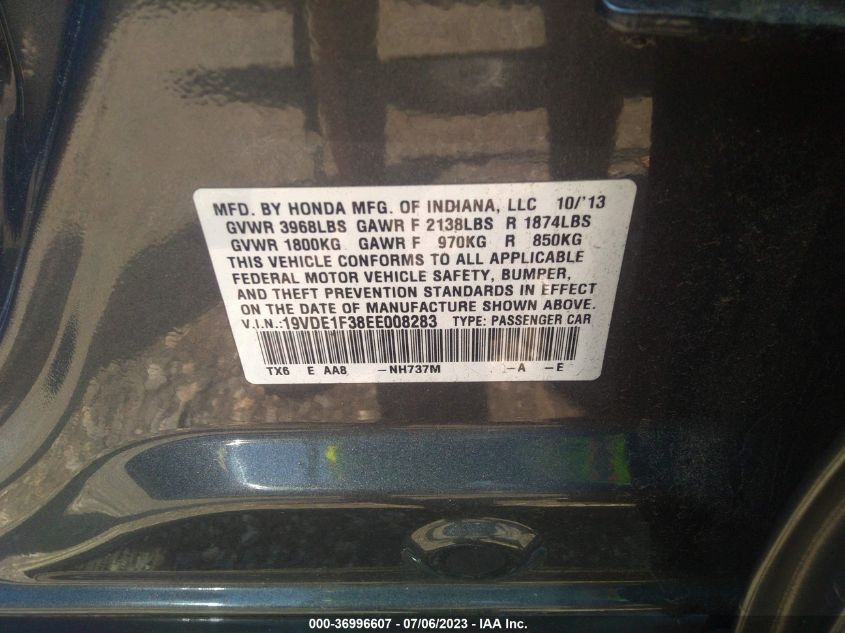 MFD. BY HONDA MFG. OF INDIANA, LLC 10/'13
GVWR 3968LBS GAWR F 2138LBS R 1874LBS
GVWR 1800KG GAWR F 970KG R 850KG
THIS VEHICLE CONFORMS TO ALL APPLICABLE
FEDERAL MOTOR VEHICLE SAFETY, BUMPER,
AND THEFT PREVENTION STANDARDS IN EFFECT
ON THE DATE OF MANUFACTURE SHOWN ABOVE.
V.I.N.:19VDE1F38EE008283 TYPE: PASSENGER CAR
TX6 E AA8 -NH737M -A -E
000-36996607 - 07/06/2023 - © IAA Inc.